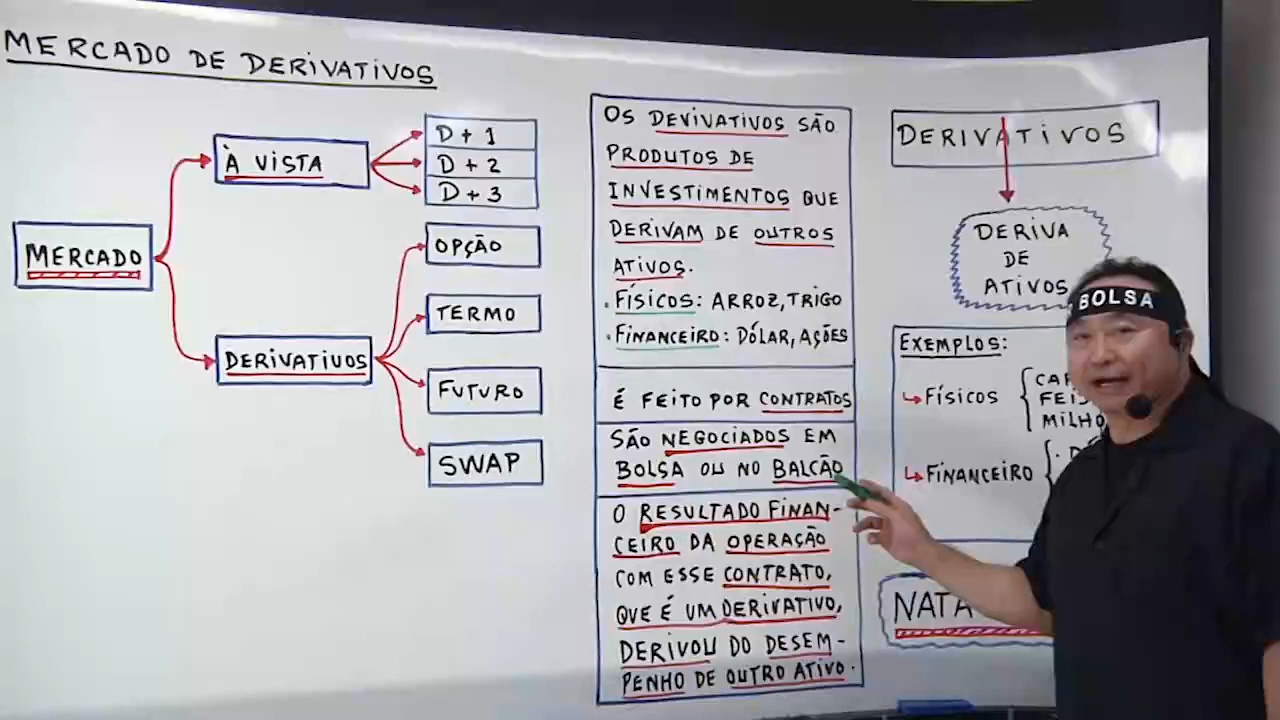 MERCADO DE DERIVATIVOS
MERCADO
À VISTA
D + 1
D + 2
D + 3
DERIVATIVOS
OPÇÃO
TERMO
FUTURO
SWAP
OS DEVIVATIVOS SÃO
PRODUTOS DE
INVESTIMENTOS QUE
DERIVAM DE OUTROS
ATIVOS.
. FÍSICOS: ARROZ, TRIGO
. FINANCEIRO: DÓLAR, AÇÕES
É FEITO POR CONTRATOS
SÃO NEGOCIADOS EM
BOLSA OU NO BALCÃO
O RESULTADO FINAN-
CEIRO DA OPERAÇÃO
COM ESSE CONTRATO,
QUE É UM DERIVATIVO,
DERIVOU DO DESEM-
PENHO DE OUTRO ATIVO.
DERIVATIVOS
DERIVA
DE
ATIVOS
EXEMPLOS:
FÍSICOS
MILHO
FINANCEIRO
BOLSA